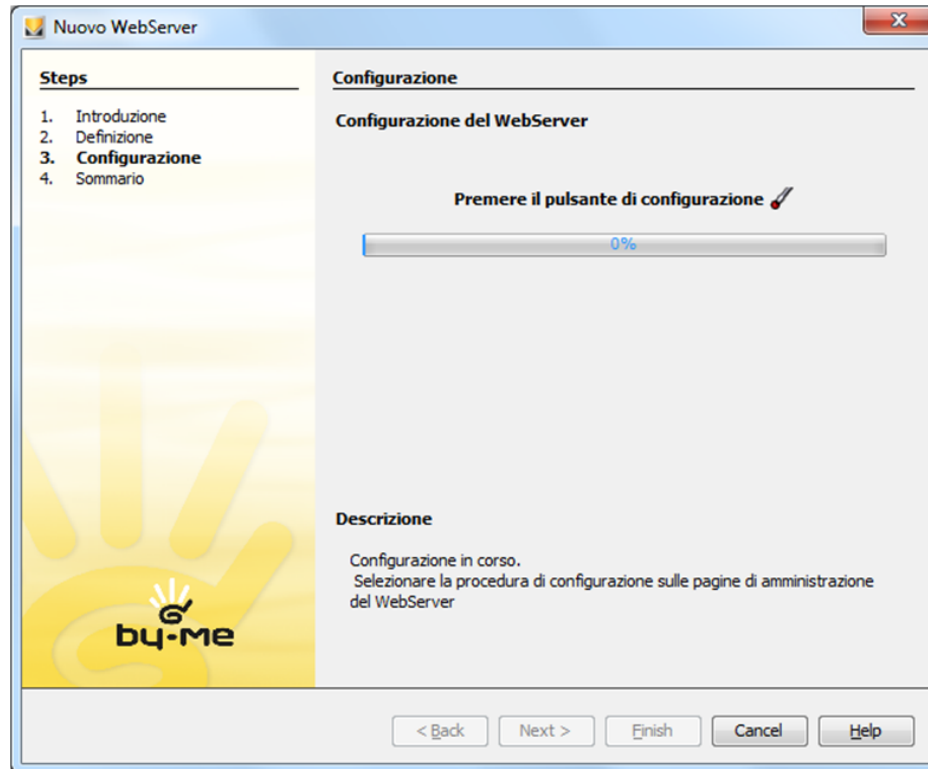 Nuovo WebServer
Steps
1. Introduzione
2. Definizione
3. Configurazione
4. Sommario
Configurazione
Configurazione del WebServer
Premere il pulsante di configurazione
0%
Descrizione
Configurazione in corso.
Selezionare la procedura di configurazione sulle pagine di amministrazione
del WebServer
by-me
< Back
Next >
Finish
Cancel
Help